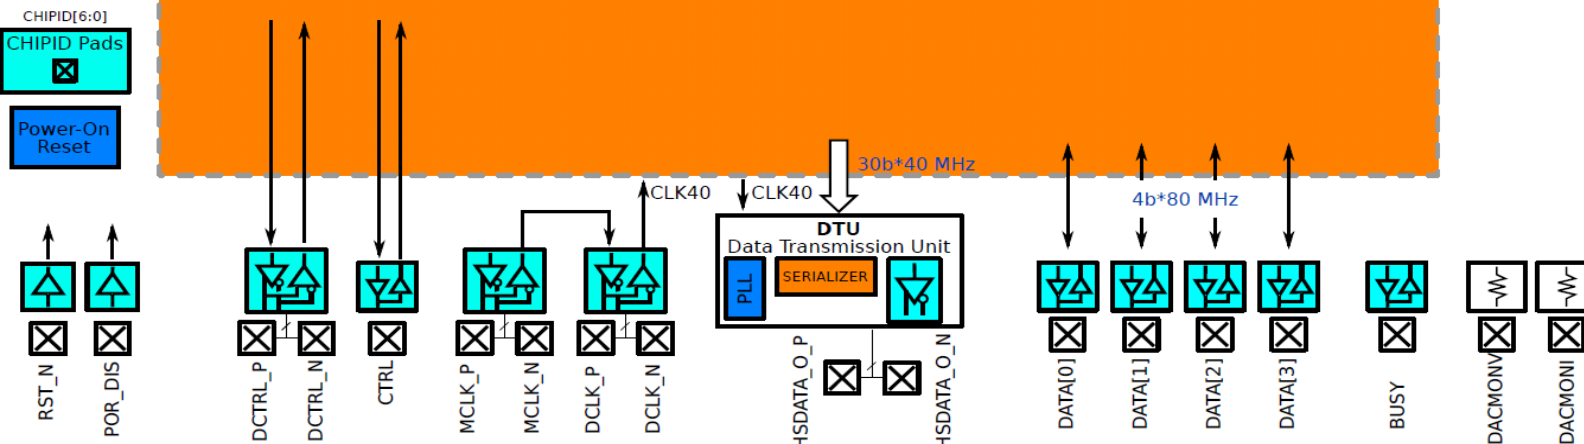 CHIPID[6:0]
CHIPID Pads
Power-On
Reset
30b*40 MHz
CLK40
CLK40
4b*80 MHz
DTU
Data Transmission Unit
PLL
SERIALIZER
RST_N
POR_DIS
DCTRL_P
DCTRL_N
CTRL
MCLK_P
MCLK_N
DCLK_P
DCLK_N
HSDATA_O_P
HSDATA_O_N
DATA[0]
DATA[1]
DATA[2]
DATA[3]
BUSY
DACMONV
DACMONI